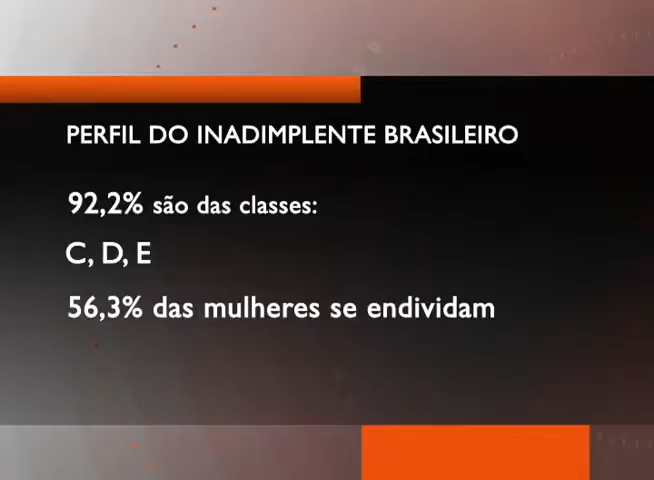 PERFIL DO INADIMPLENTE BRASILEIRO
92,2% são das classes:
C, D, E
56,3% das mulheres se endividam